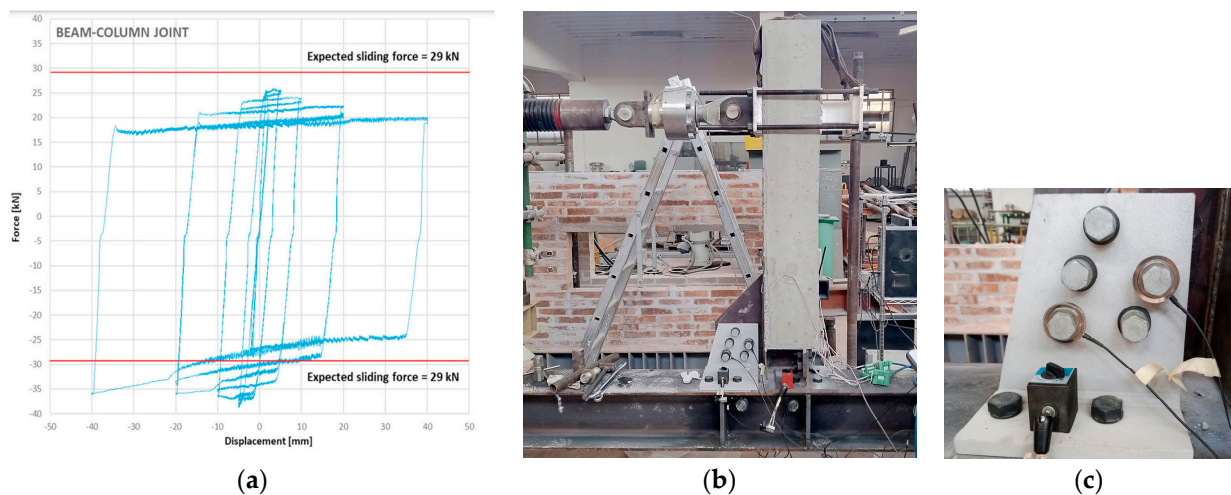 BEAM-COLUMN JOINT
Expected sliding force = 29 kN
40
35
30
25
20
15
10
5
0
-5
-10
-15
-20
-25
-30
-35
-40
Force [kN]
Expected sliding force = 29 kN
-50 -40 -30 -20 -10 0 10 20 30 40 50
Displacement [mm]
(a) (b) (c)